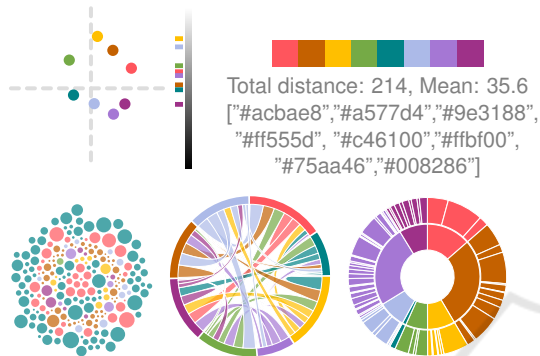 Total distance: 214, Mean: 35.6
["#acbae8","#a577d4","#9e3188",
"#ff555d", "#c46100","#ffbf00",
"#75aa46","#008286"]